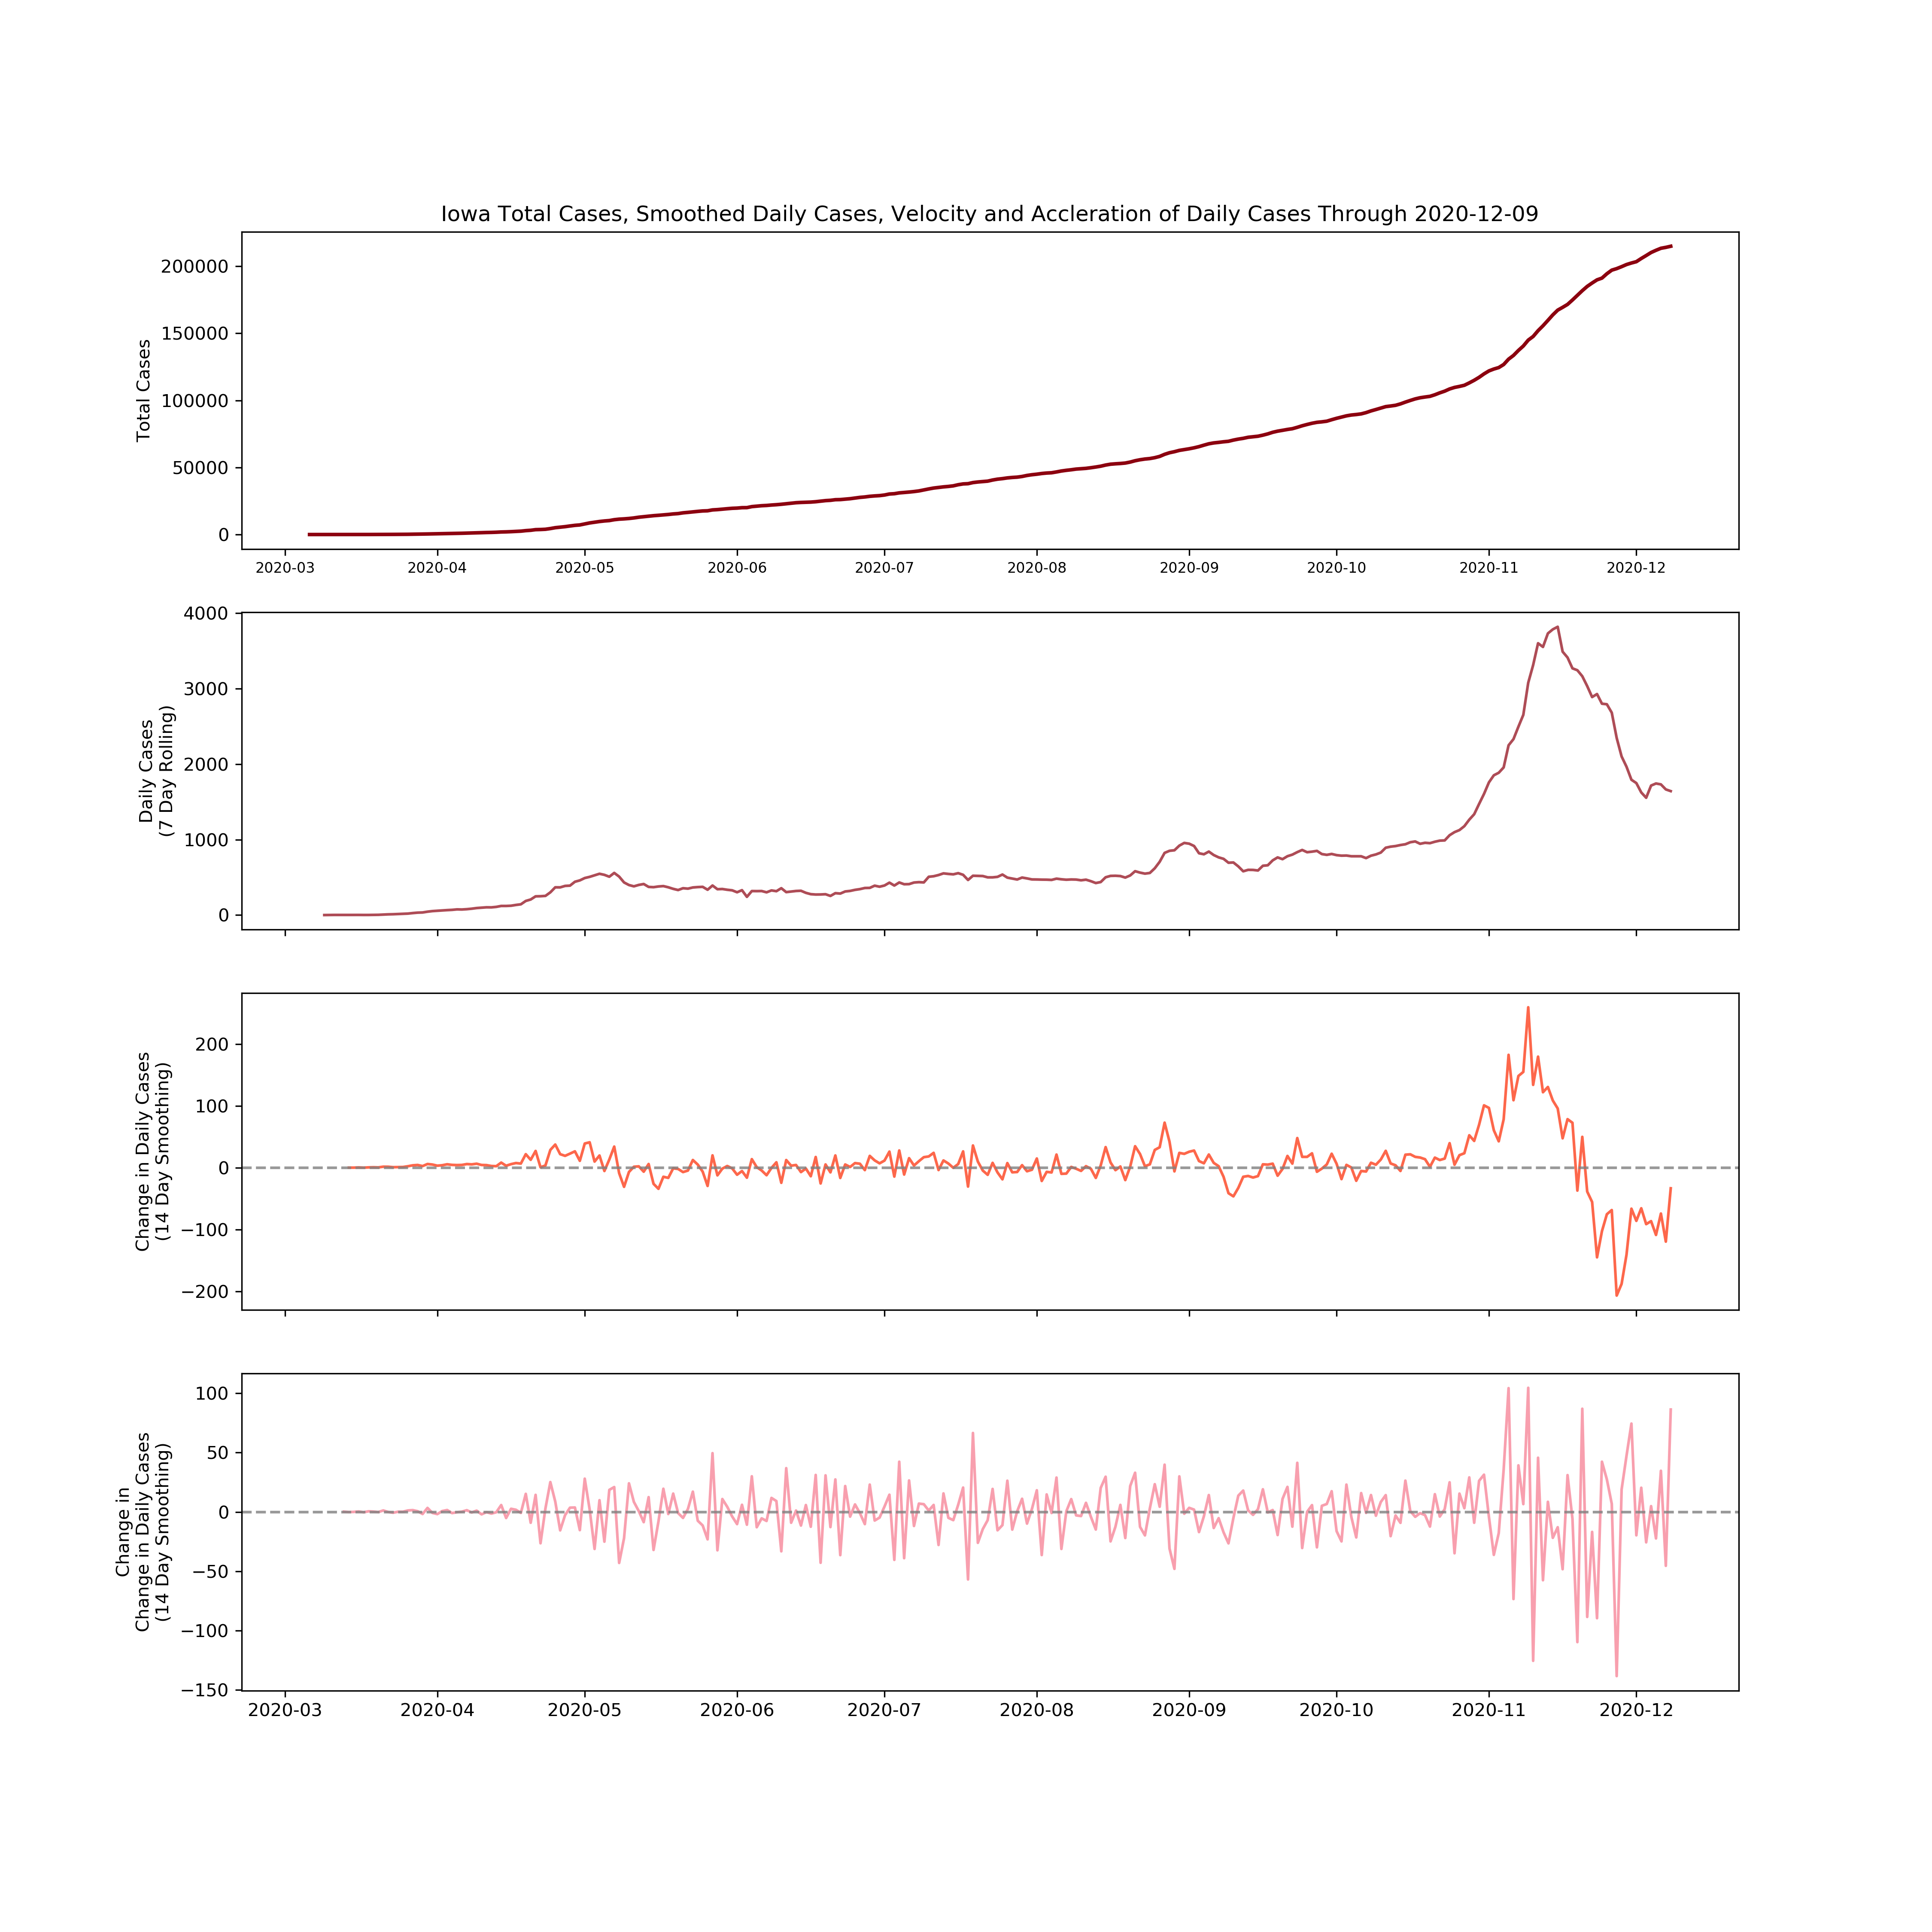 Iowa Total Cases, Smoothed Daily Cases, Velocity and Accleration of Daily Cases Through 2020-12-09
200000
150000
100000
50000
0
Total Cases
2020-03 2020-04 2020-05 2020-06 2020-07 2020-08 2020-09 2020-10 2020-11 2020-12
4000
3000
2000
1000
0
Daily Cases
(7 Day Rolling)
200
100
0
−100
−200
Change in Daily Cases
(14 Day Smoothing)
100
50
0
−50
−100
−150
Change in
Change in Daily Cases
(14 Day Smoothing)
2020-03 2020-04 2020-05 2020-06 2020-07 2020-08 2020-09 2020-10 2020-11 2020-12